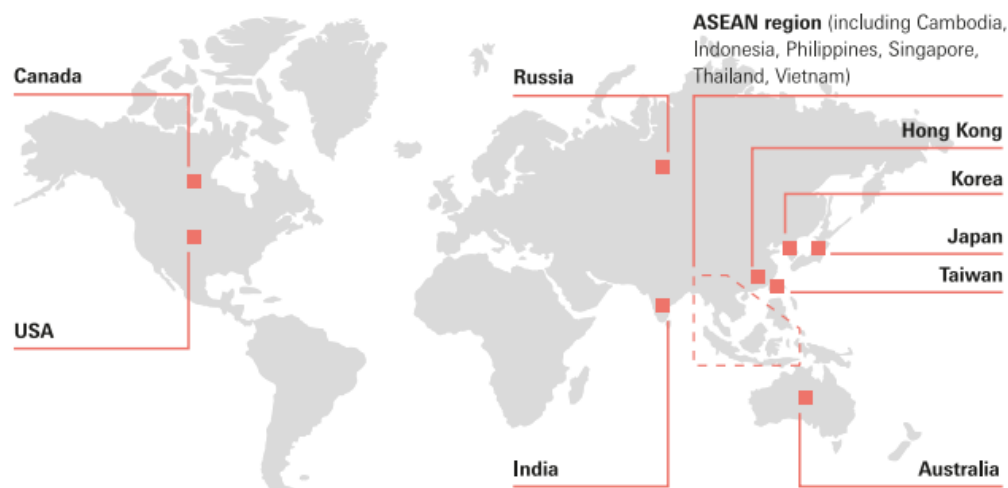 ASEAN region (including Cambodia,
Indonesia, Philippines, Singapore,
Thailand, Vietnam)
Canada
Russia
Hong Kong
Korea
Japan
Taiwan
USA
India
Australia